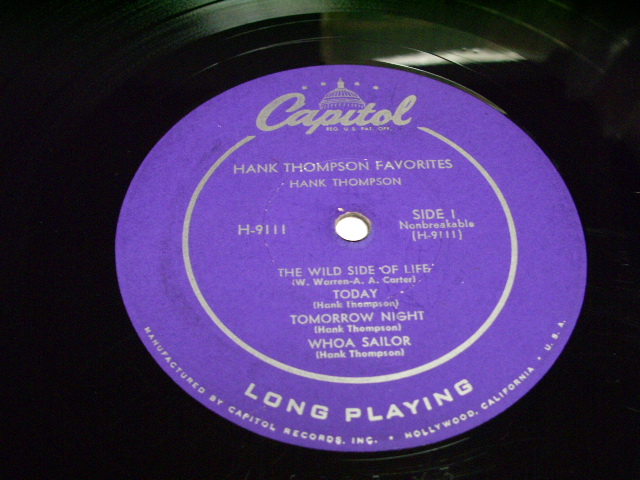 Capitol
REG. U.S. PAT. OFF.
HANK THOMPSON FAVORITES
HANK THOMPSON
H-9111
SIDE 1
Nonbreakable
(H-9111)
THE WILD SIDE OF LIFE
(W. Warren-A. A. Carter)
TODAY
(Hank Thompson)
TOMORROW NIGHT
(Hank Thompson)
WHOA SAILOR
(Hank Thompson)
LONG PLAYING
MANUFACTURED BY CAPITOL RECORDS, INC. • HOLLYWOOD, CALIFORNIA • U.S.A.